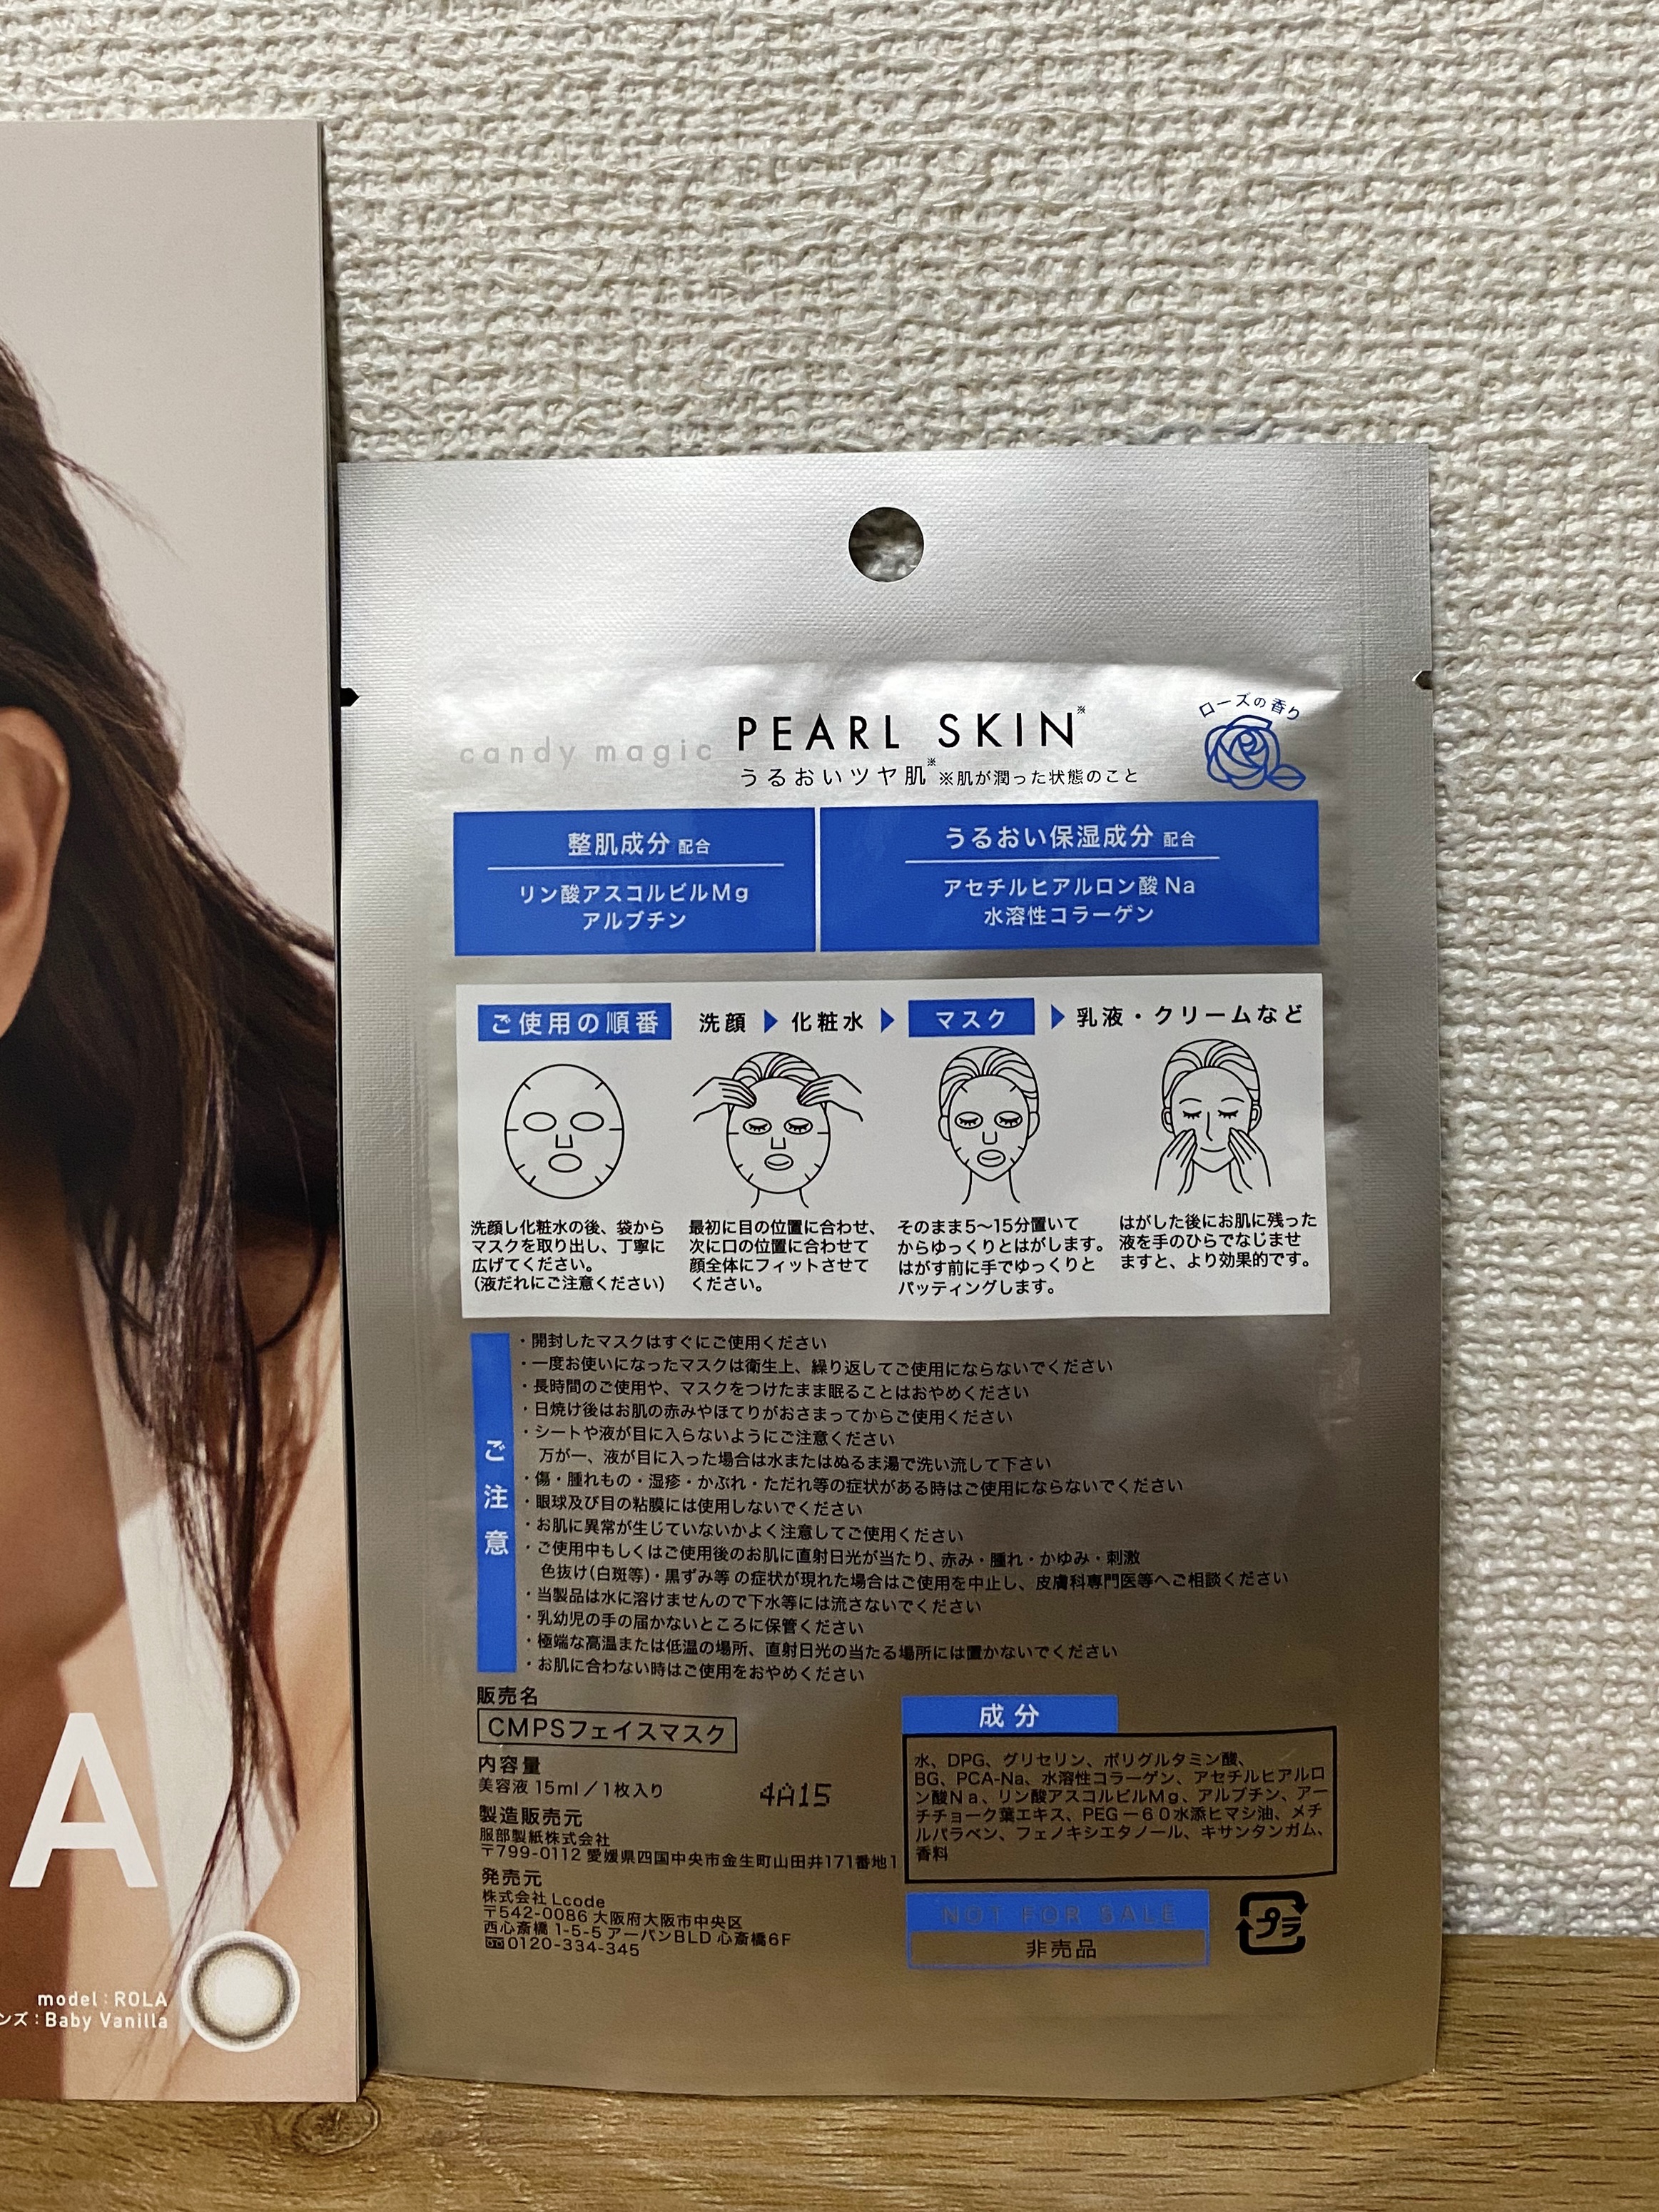 candy magic
PEARL SKIN※
うるおいツヤ肌※ ※肌が潤った状態のこと
ローズの香り
整肌成分 配合
リン酸アスコルビルMg
アルブチン
うるおい保湿成分 配合
アセチルヒアルロン酸 Na
水溶性コラーゲン
ご使用の順番 洗顔 ▶ 化粧水 ▶ マスク ▶ 乳液・クリームなど
洗顔し化粧水の後、袋から
マスクを取り出し、丁寧に
広げてください。
(液だれにご注意ください)
最初に目の位置に合わせ、
次に口の位置に合わせて
顔全体にフィットさせて
ください。
そのまま5〜15分置いて
からゆっくりとはがします。
はがす前に手でゆっくりと
パッティングします。
はがした後にお肌に残った
液を手のひらでなじませ
ますと、より効果的です。
ご注意
・開封したマスクはすぐにご使用ください
・一度お使いになったマスクは衛生上、繰り返してご使用にならないでください
・長時間のご使用や、マスクをつけたまま眠ることはおやめください
・日焼け後はお肌の赤みやほてりがおさまってからご使用ください
・シートや液が目に入らないようにご注意ください
万が一、液が目に入った場合は水またはぬるま湯で洗い流して下さい
・傷・腫れもの・湿疹・かぶれ・ただれ等の症状がある時はご使用にならないでください
・眼球及び目の粘膜には使用しないでください
・お肌に異常が生じていないかよく注意してご使用ください
・ご使用中もしくはご使用後のお肌に直射日光が当たり、赤み・腫れ・かゆみ・刺激
色抜け(白斑等)・黒ずみ等 の症状が現れた場合はご使用を中止し、皮膚科専門医等へご相談ください
・当製品は水に溶けませんので下水等には流さないでください
・乳幼児の手の届かないところに保管ください
・極端な高温または低温の場所、直射日光の当たる場所には置かないでください
・お肌に合わない時はご使用をおやめください
販売名
CMPSフェイスマスク
内容量
美容液 15ml／1枚入り
4A15
製造販売元
服部製紙株式会社
〒799-0112 愛媛県四国中央市金生町山田井171番地1
発売元
株式会社 Lcode
〒542-0086 大阪府大阪市中央区
西心斎橋 1-5-5 アーバンBLD 心斎橋6F
0120-334-345
成分
水、DPG、グリセリン、ポリグルタミン酸、
BG、PCA-Na、水溶性コラーゲン、アセチルヒアルロ
ン酸Ｎａ、リン酸アスコルビルMg、アルブチン、アー
チチョーク葉エキス、PEG－６０水添ヒマシ油、メチ
ルパラベン、フェノキシエタノール、キサンタンガム、
香料
NOT FOR SALE
非売品
プラ
A
model : ROLA
ンズ : Baby Vanilla